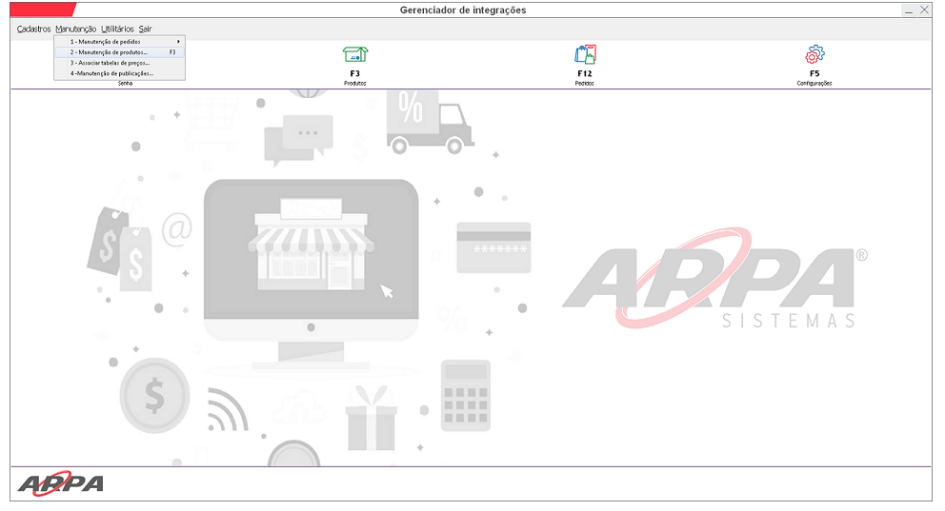 Gerenciador de integrações
Cadastros Manutenção Utilitários Sair
1 - Manutenção de pedidos
2 - Manutenção de produtos... F3
3 - Associar tabelas de preços...
4 -Manutenção de publicações...
Senha
F3
Produtos
F12
Pedidos
F5
Configurações
%
$
@
$
$
*******
%
$
ARPA®
SISTEMAS
ARPA